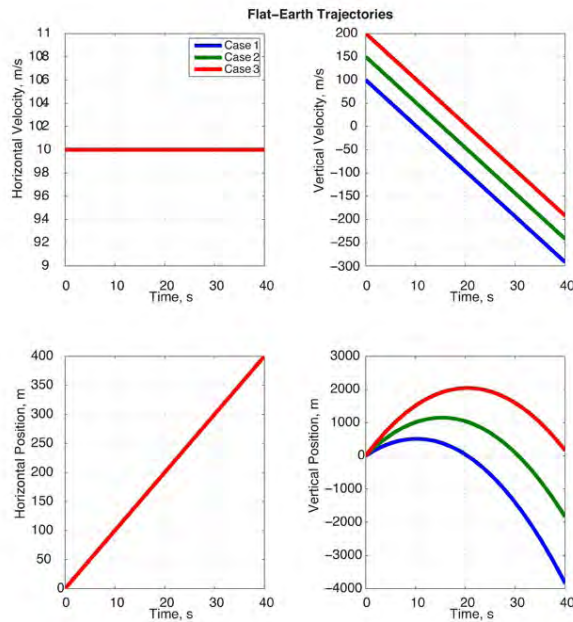 Flat-Earth Trajectories
Horizontal Velocity, m/s
11
108
106
104
102
10
98
96
94
92
9
0 10 20 30 40
Time, s
Case 1
Case 2
Case 3
Vertical Velocity, m/s
200
150
100
50
0
−50
−100
−150
−200
−250
−300
0 10 20 30 40
Time, s
Horizontal Position, m
400
350
300
250
200
150
100
50
0
0 10 20 30 40
Time, s
Vertical Position, m
3000
2000
1000
0
−1000
−2000
−3000
−4000
0 10 20 30 40
Time, s